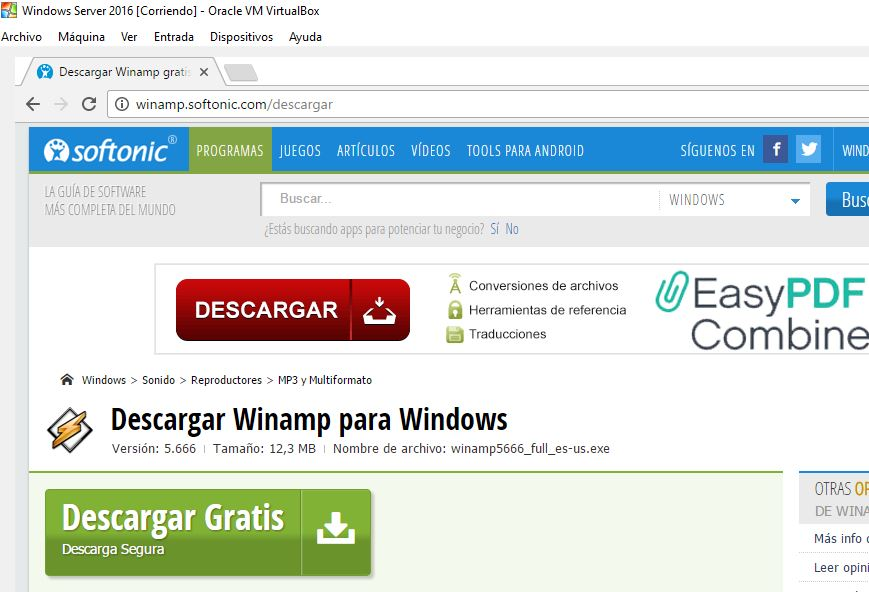 Windows Server 2016 [Corriendo] - Oracle VM VirtualBox
Archivo Máquina Ver Entrada Dispositivos Ayuda
Descargar Winamp gratis
winamp.softonic.com/descargar
softonic® PROGRAMAS JUEGOS ARTÍCULOS VÍDEOS TOOLS PARA ANDROID SÍGUENOS EN f WIND
LA GUÍA DE SOFTWARE
MÁS COMPLETA DEL MUNDO
Buscar... WINDOWS Bus
¿Estás buscando apps para potenciar tu negocio? Sí No
DESCARGAR
Conversiones de archivos
Herramientas de referencia
Traducciones
EasyPDF
Combine
Windows > Sonido > Reproductores > MP3 y Multiformato
Descargar Winamp para Windows
Versión: 5.666 | Tamaño: 12,3 MB | Nombre de archivo: winamp5666_full_es-us.exe
Descargar Gratis
Descarga Segura
OTRAS OP
DE WINA
Más info
Leer opini